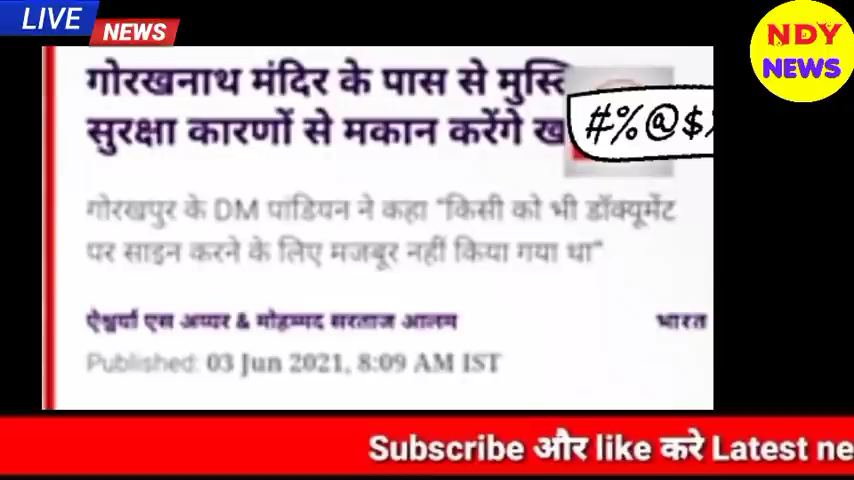 LIVE
NEWS
NDY
NEWS
गोरखनाथ मंदिर के पास से
सुरक्षा कारणों से मकान करेंगे
#%@$
गोरखपुर के DM पांडियन ने कहा "किसी को भी डॉक्यूमेंट
पर साइन करने के लिए मजबूर नहीं किया गया था"
ऐश्वर्या एस अय्यर & मोहम्मद सरताज आलम
भारत
Published: 03 Jun 2021, 8:09 AM IST
Subscribe और like करे Latest